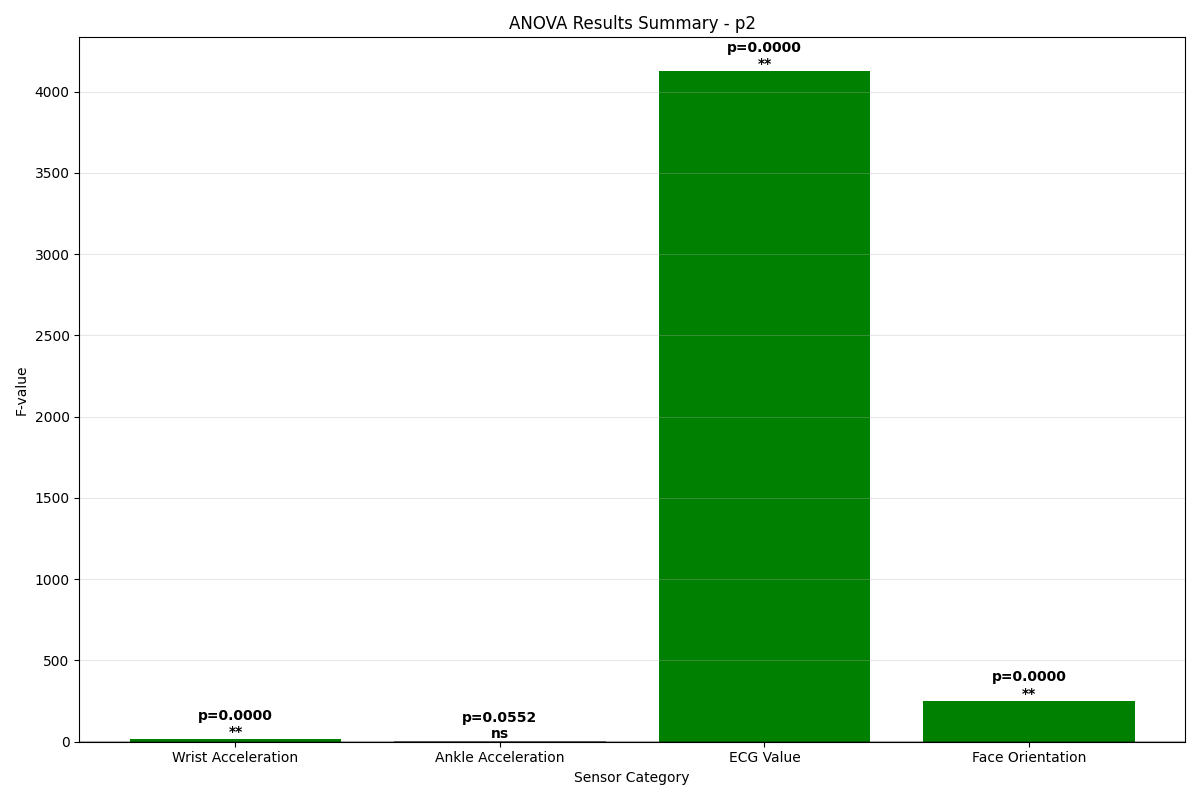 ANOVA Results Summary - p2
p=0.0000
**
4000
3500
3000
2500
2000
1500
1000
500
0
F-value
p=0.0000
**
p=0.0552
ns
p=0.0000
**
Wrist Acceleration
Ankle Acceleration
ECG Value
Face Orientation
Sensor Category